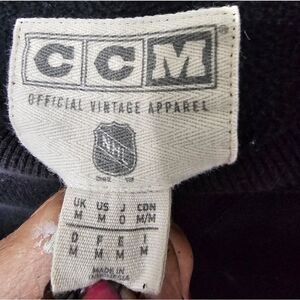 CCM
OFFICIAL VINTAGE APPAREL
NHL
UK US J CDN
M M O M/M
D F E I
M M M M
MADE IN